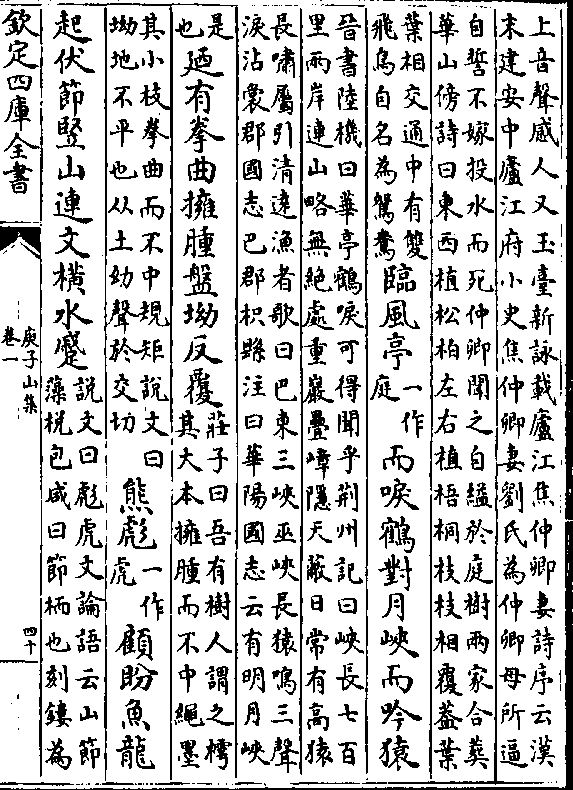 上音聲感人又玉臺新詠載廬江焦仲卿妻詩序云漢
末建安中廬江府小史焦仲卿妻劉氏為仲卿母所逼
自誓不嫁投水而死仲卿聞之自縊於庭樹兩家合葬
華山傍詩曰東西植松柏左右植梧桐枝枝相覆葢葉
葉相交通中有雙
飛鳥自名為鴛鴦
臨風亭
一作
庭
而唳鶴對月峽而吟猿
晉書陸機曰華亭鶴唳可得聞乎荆州記曰峽長七百
里兩岸連山略無絶處重巖疊嶂隱天蔽日常有高猿
長嘯屬引清逺漁者歌曰巴東三峽巫峽長猿鳴三聲
淚沾裳郡國志巴郡枳縣注曰華陽國志云有明月峽
是
也
廼有拳曲擁腫盤坳反覆
莊子曰吾有樹人謂之樗
其大本擁腫而不中繩墨
其小枝拳曲而不中規矩說文曰
坳地不平也从土幼聲於交切
熊彪
一作
虎
顧盼魚龍
起伏節豎山連文橫水蹙
說文曰彪虎文論語云山節
藻梲包咸曰節栭也刻鏤為
欽定四庫全書
庾子山集
卷一
四十